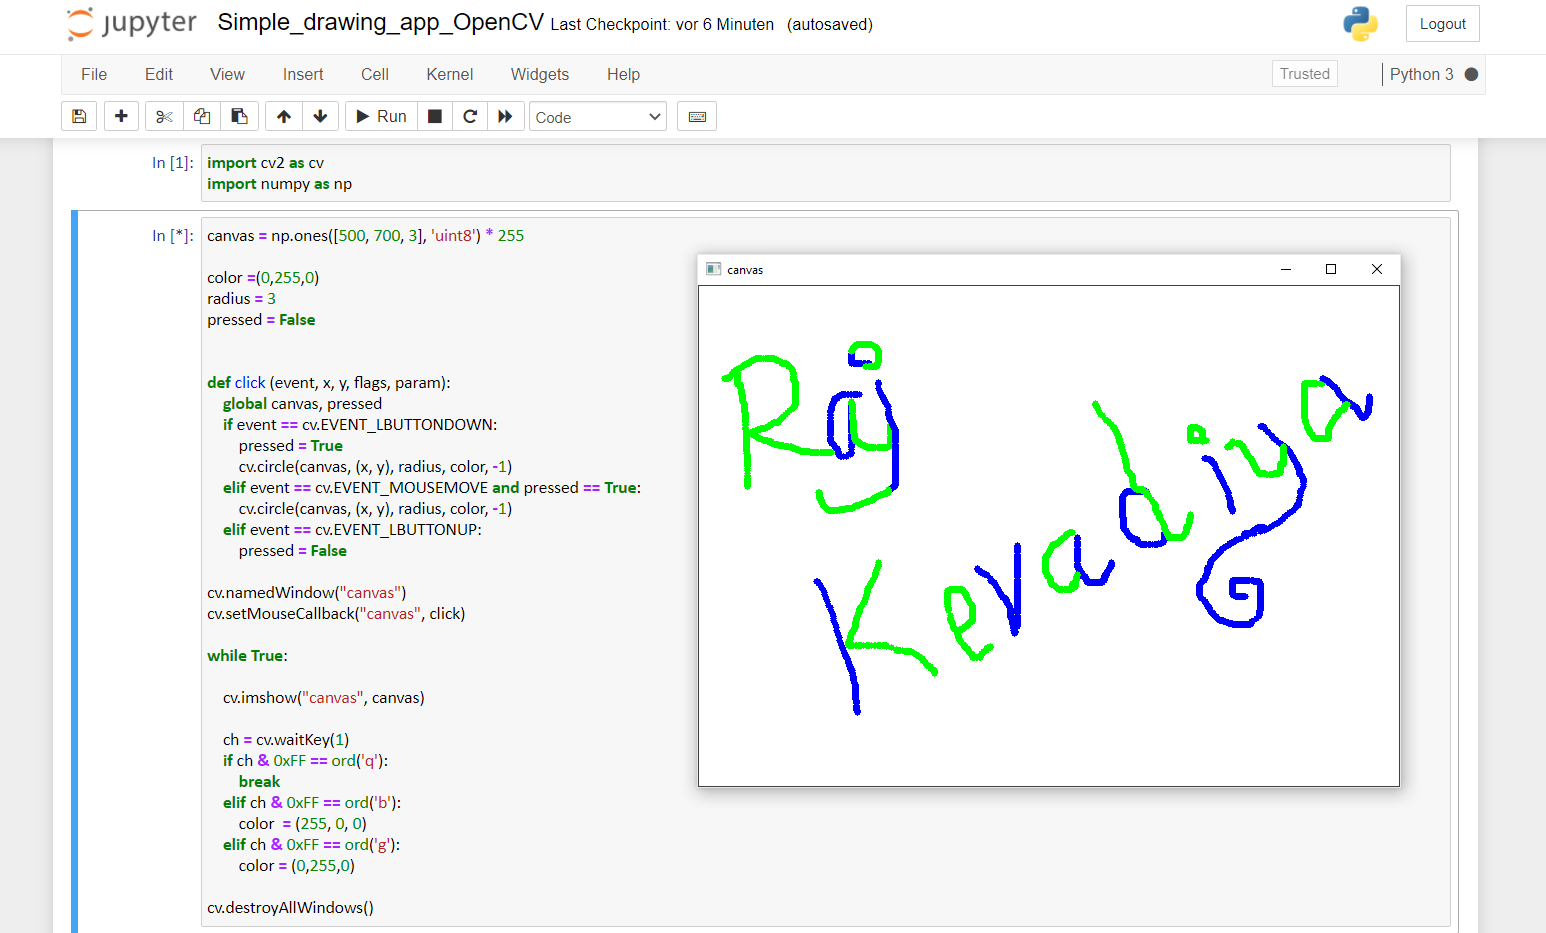 jupyter Simple_drawing_app_OpenCV Last Checkpoint: vor 6 Minuten (autosaved) Logout
File Edit View Insert Cell Kernel Widgets Help Trusted Python 3
Run Code
In [1]: import cv2 as cv
import numpy as np
In [*]: canvas = np.ones([500, 700, 3], 'uint8') * 255
color =(0,255,0)
radius = 3
pressed = False
def click (event, x, y, flags, param):
global canvas, pressed
if event == cv.EVENT_LBUTTONDOWN:
pressed = True
cv.circle(canvas, (x, y), radius, color, -1)
elif event == cv.EVENT_MOUSEMOVE and pressed == True:
cv.circle(canvas, (x, y), radius, color, -1)
elif event == cv.EVENT_LBUTTONUP:
pressed = False
cv.namedWindow("canvas")
cv.setMouseCallback("canvas", click)
while True:
cv.imshow("canvas", canvas)
ch = cv.waitKey(1)
if ch & 0xFF == ord('q'):
break
elif ch & 0xFF == ord('b'):
color  = (255, 0, 0)
elif ch & 0xFF == ord('g'):
color = (0,255,0)
cv.destroyAllWindows()
canvas
Raj
Kevadiya